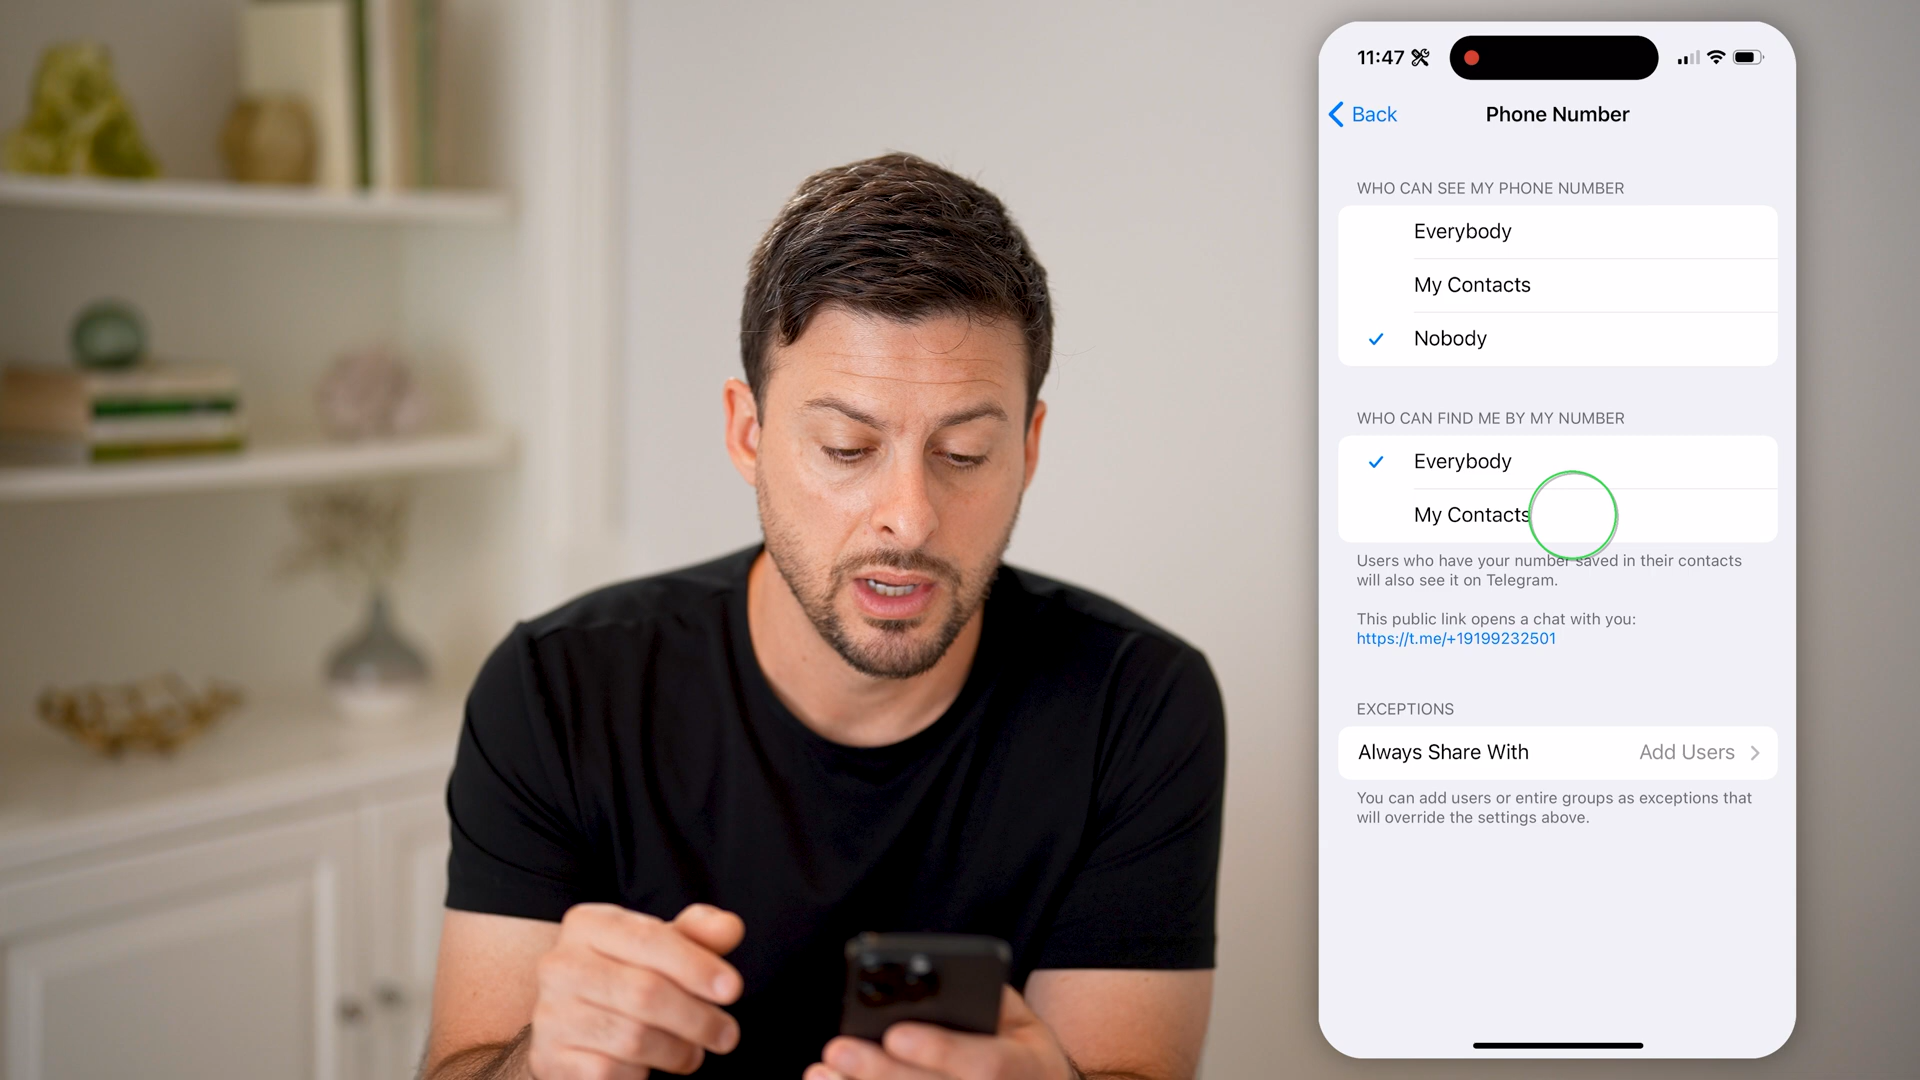 11:47
Back
Phone Number
WHO CAN SEE MY PHONE NUMBER
Everybody
My Contacts
Nobody
WHO CAN FIND ME BY MY NUMBER
Everybody
My Contacts
Users who have your number saved in their contacts
will also see it on Telegram.
This public link opens a chat with you:
https://t.me/+19199232501
EXCEPTIONS
Always Share With
Add Users
You can add users or entire groups as exceptions that
will override the settings above.